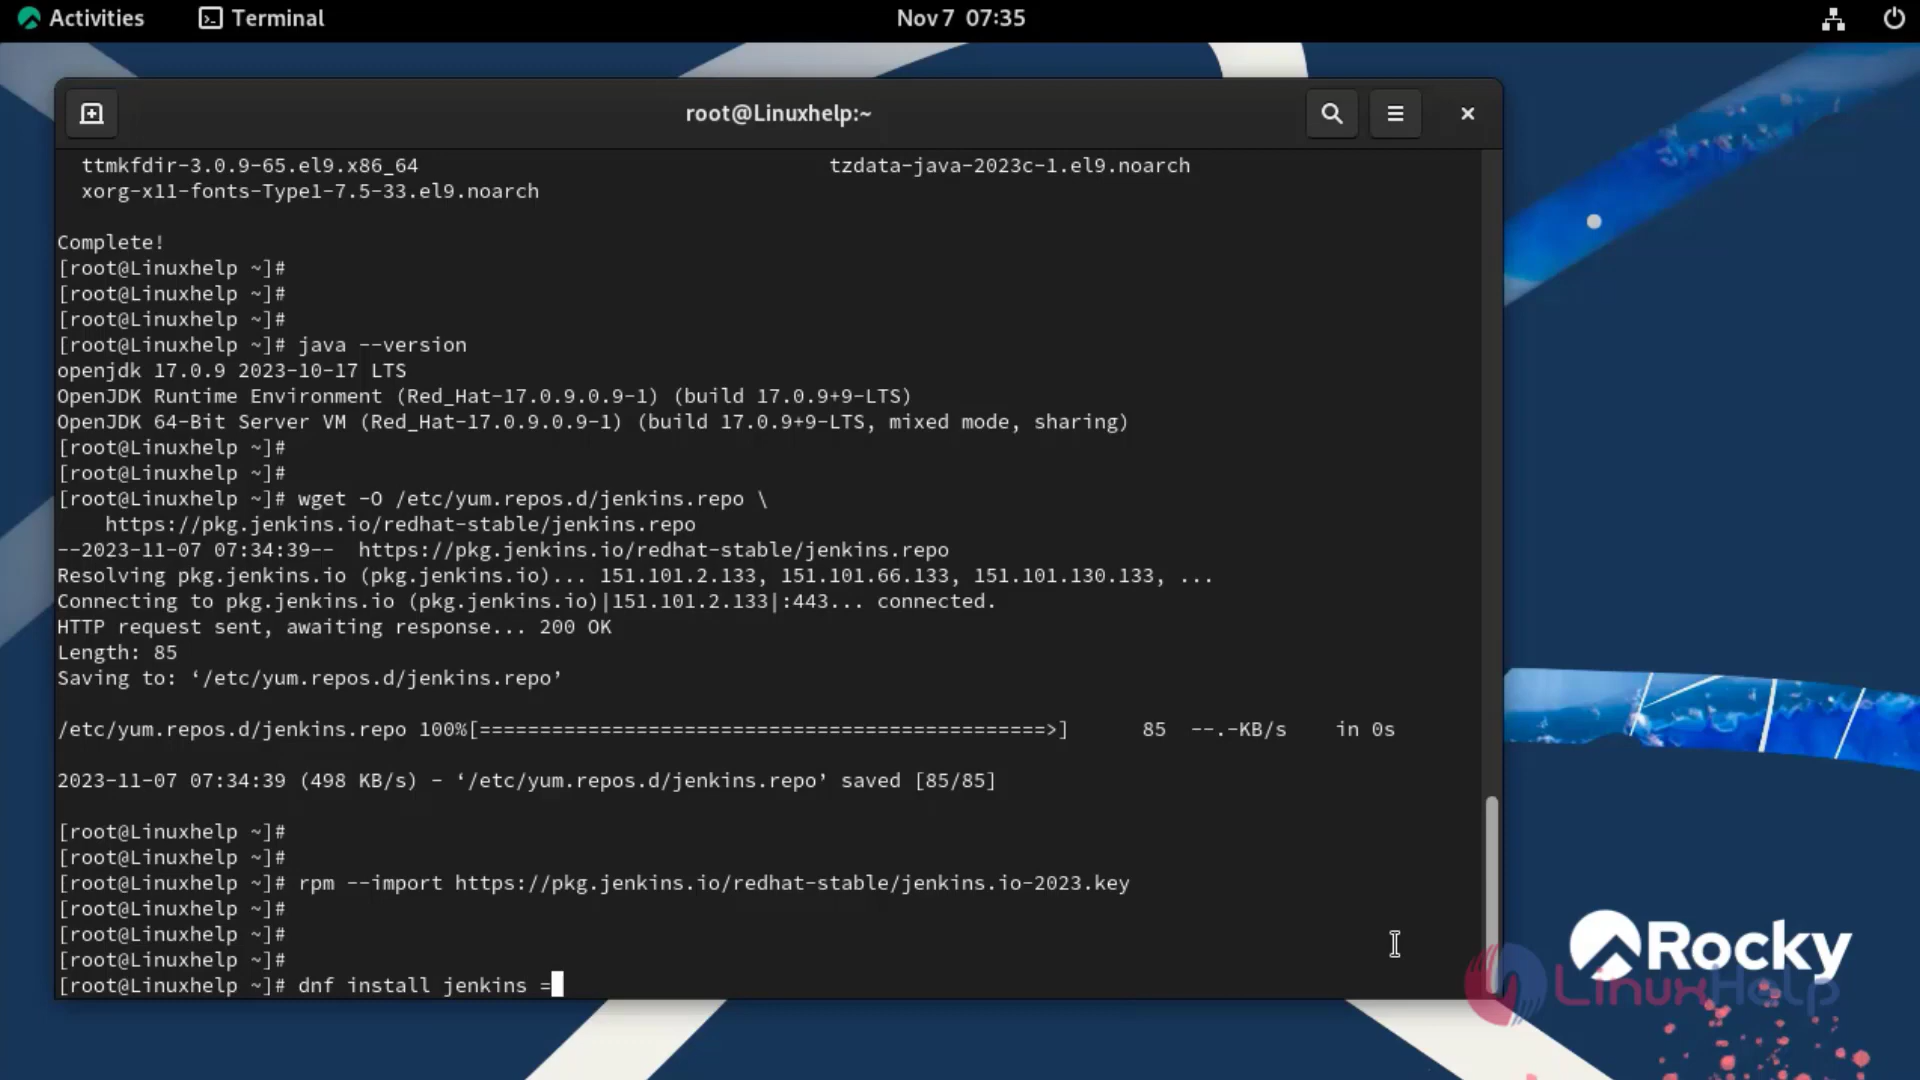 Activities Terminal Nov 7 07:35
root@Linuxhelp:~
ttmkfdir-3.0.9-65.el9.x86_64 tzdata-java-2023c-1.el9.noarch
xorg-x11-fonts-Type1-7.5-33.el9.noarch
Complete!
[root@Linuxhelp ~]#
[root@Linuxhelp ~]#
[root@Linuxhelp ~]#
[root@Linuxhelp ~]# java --version
openjdk 17.0.9 2023-10-17 LTS
OpenJDK Runtime Environment (Red_Hat-17.0.9.0.9-1) (build 17.0.9+9-LTS)
OpenJDK 64-Bit Server VM (Red_Hat-17.0.9.0.9-1) (build 17.0.9+9-LTS, mixed mode, sharing)
[root@Linuxhelp ~]#
[root@Linuxhelp ~]#
[root@Linuxhelp ~]# wget -O /etc/yum.repos.d/jenkins.repo \
https://pkg.jenkins.io/redhat-stable/jenkins.repo
--2023-11-07 07:34:39-- https://pkg.jenkins.io/redhat-stable/jenkins.repo
Resolving pkg.jenkins.io (pkg.jenkins.io)... 151.101.2.133, 151.101.66.133, 151.101.130.133, ...
Connecting to pkg.jenkins.io (pkg.jenkins.io)|151.101.2.133|:443... connected.
HTTP request sent, awaiting response... 200 OK
Length: 85
Saving to: ‘/etc/yum.repos.d/jenkins.repo’
/etc/yum.repos.d/jenkins.repo 100%[===============================================>] 85 --.-KB/s in 0s
2023-11-07 07:34:39 (498 KB/s) - ‘/etc/yum.repos.d/jenkins.repo’ saved [85/85]
[root@Linuxhelp ~]#
[root@Linuxhelp ~]#
[root@Linuxhelp ~]# rpm --import https://pkg.jenkins.io/redhat-stable/jenkins.io-2023.key
[root@Linuxhelp ~]#
[root@Linuxhelp ~]#
[root@Linuxhelp ~]#
[root@Linuxhelp ~]# dnf install jenkins =
Rocky
LinuxHelp